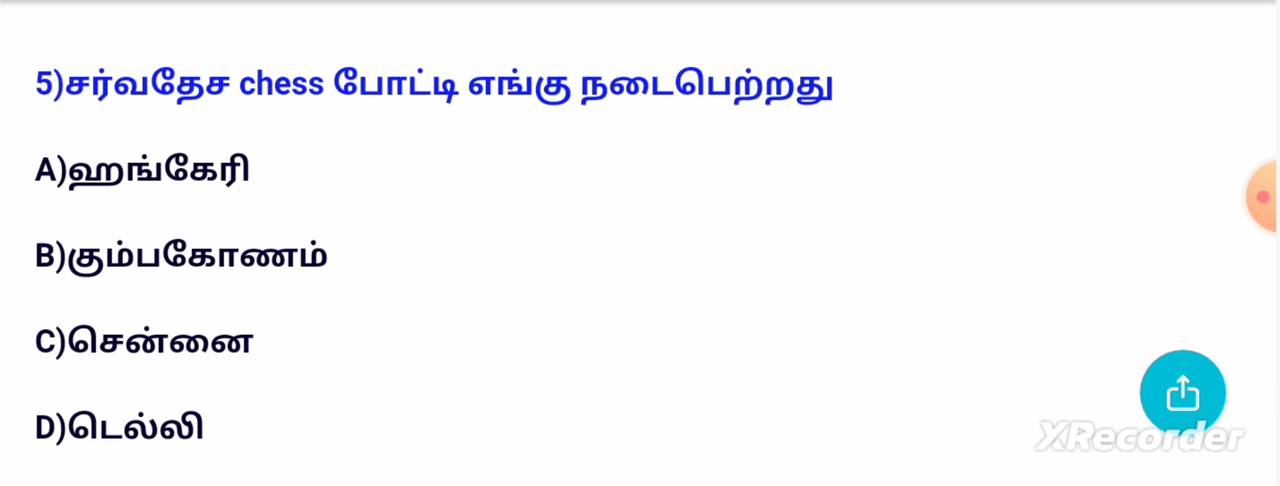 5)சர்வதேச chess போட்டி எங்கு நடைபெற்றது
A)ஹங்கேரி
B)கும்பகோணம்
C)சென்னை
D)டெல்லி
XRecorder